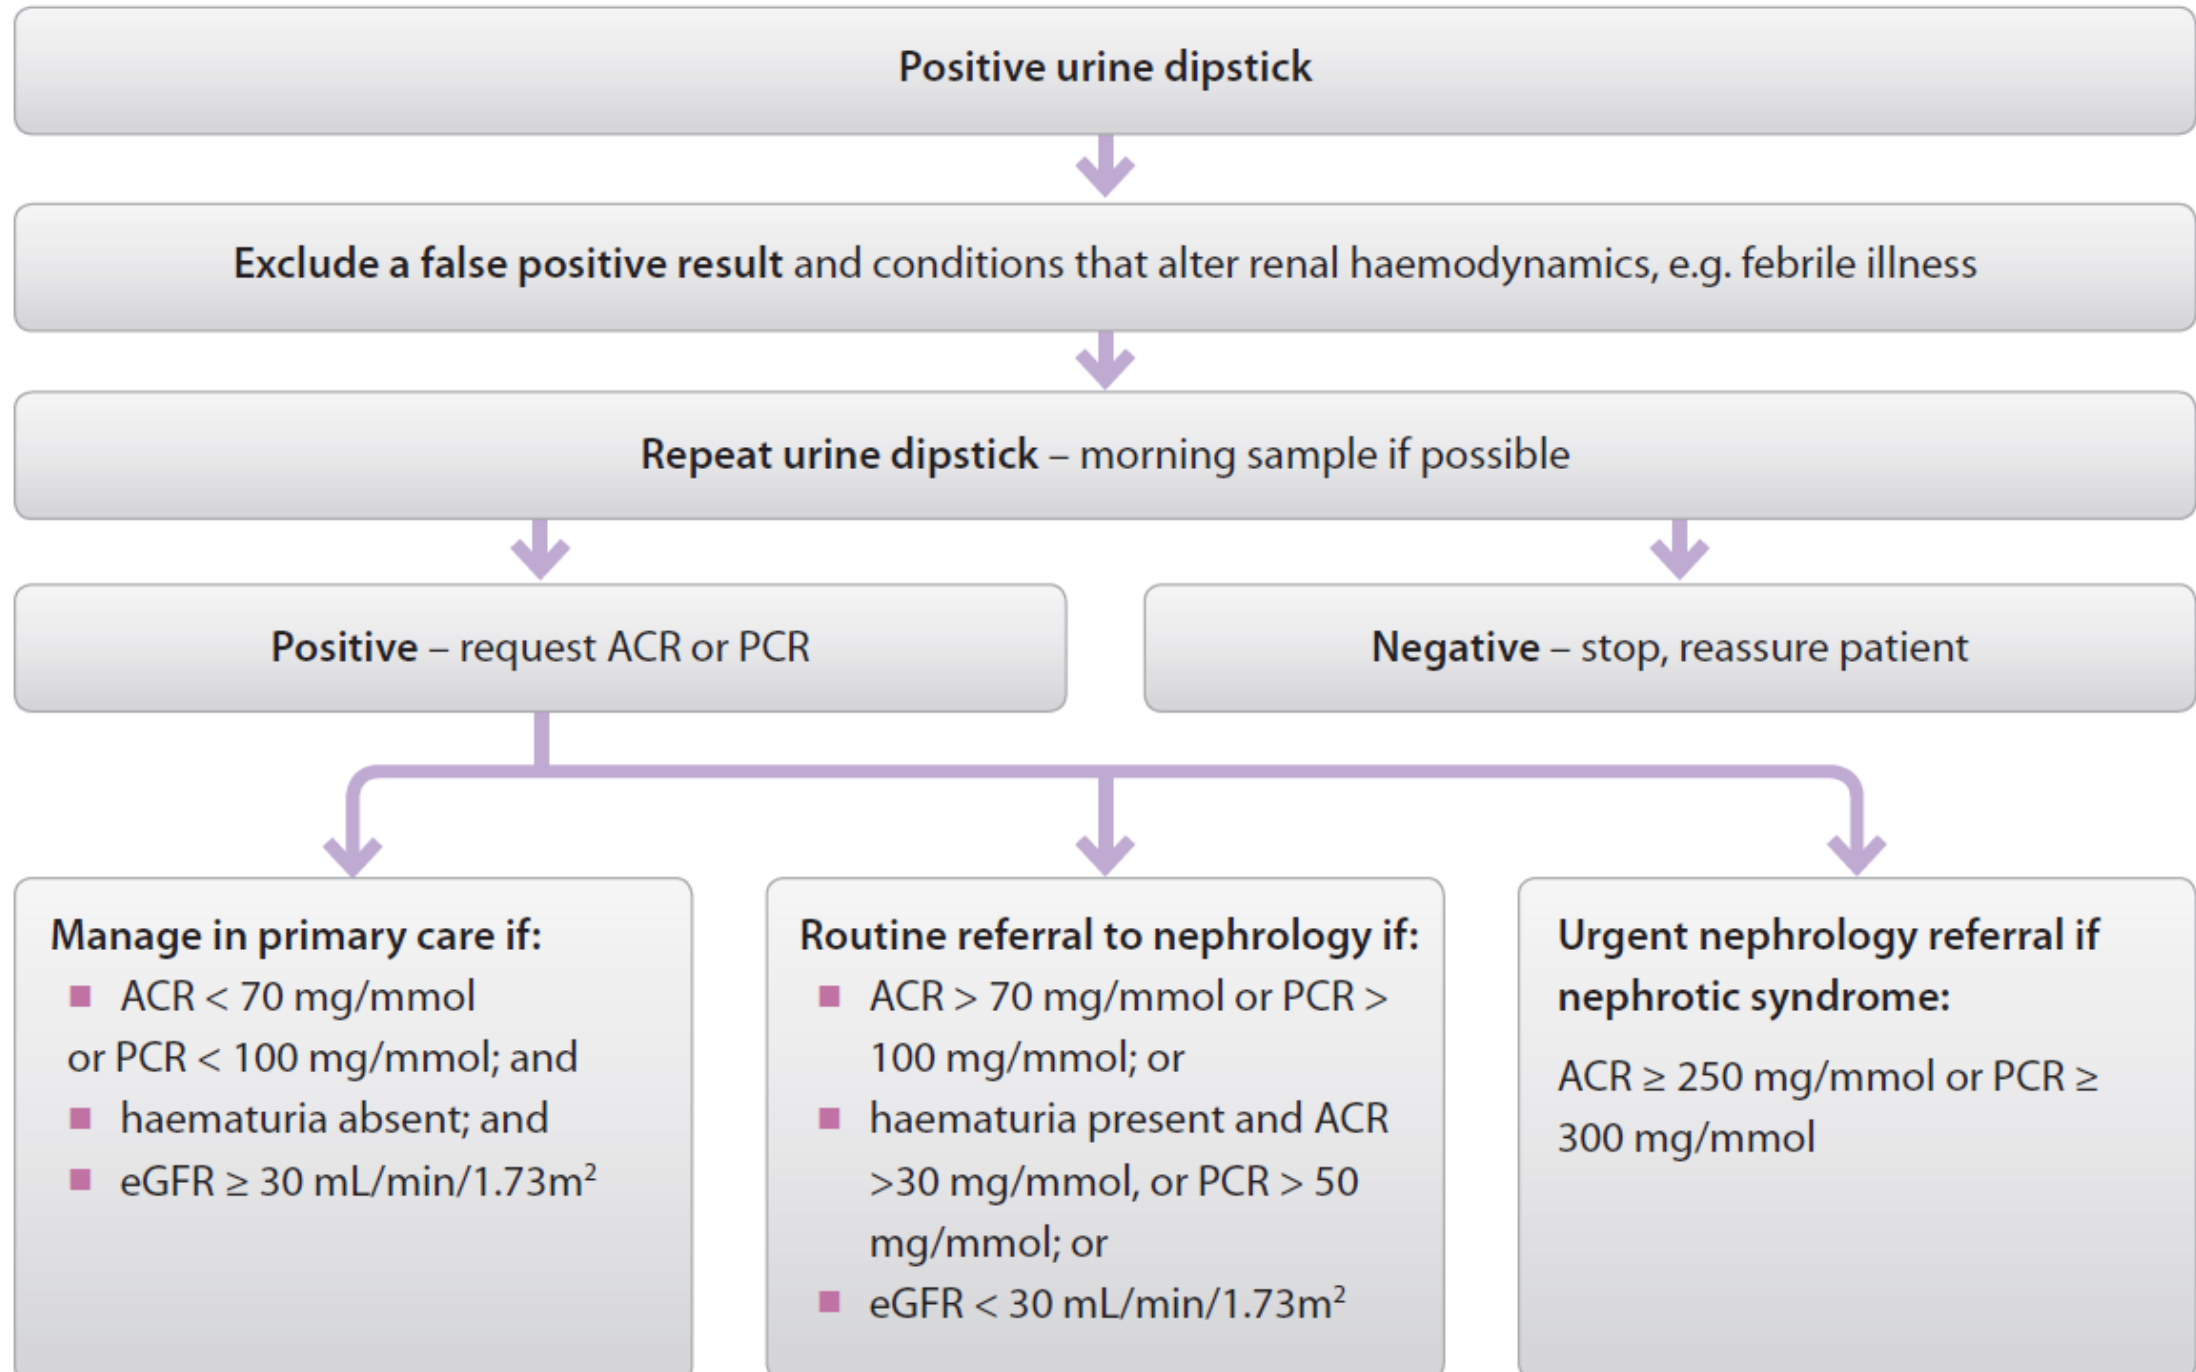 Positive urine dipstick
Exclude a false positive result and conditions that alter renal haemodynamics, e.g. febrile illness
Repeat urine dipstick – morning sample if possible
Positive – request ACR or PCR
Negative – stop, reassure patient
Manage in primary care if:
■ ACR < 70 mg/mmol
or PCR < 100 mg/mmol; and
■ haematuria absent; and
■ eGFR ≥ 30 mL/min/1.73m²
Routine referral to nephrology if:
■ ACR > 70 mg/mmol or PCR >
100 mg/mmol; or
■ haematuria present and ACR
>30 mg/mmol, or PCR > 50
mg/mmol; or
■ eGFR < 30 mL/min/1.73m²
Urgent nephrology referral if
nephrotic syndrome:
ACR ≥ 250 mg/mmol or PCR ≥
300 mg/mmol